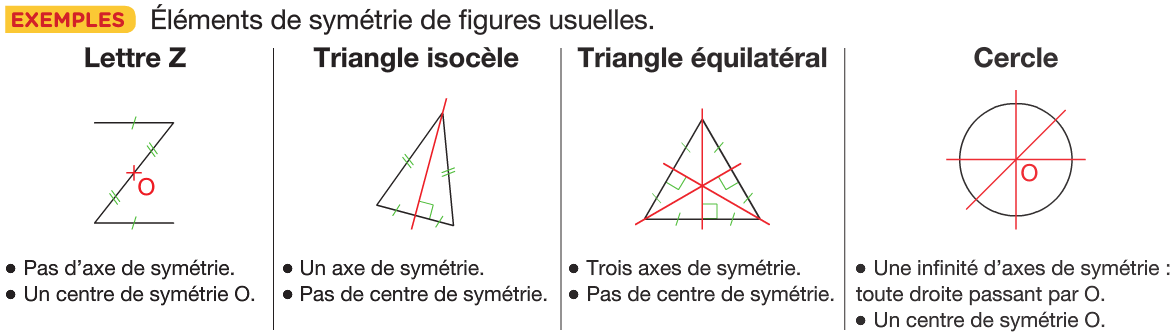 EXEMPLES Éléments de symétrie de figures usuelles.
Lettre Z
O
• Pas d'axe de symétrie.
• Un centre de symétrie O.
Triangle isocèle
• Un axe de symétrie.
• Pas de centre de symétrie.
Triangle équilatéral
• Trois axes de symétrie.
• Pas de centre de symétrie.
Cercle
O
• Une infinité d'axes de symétrie :
toute droite passant par O.
• Un centre de symétrie O.